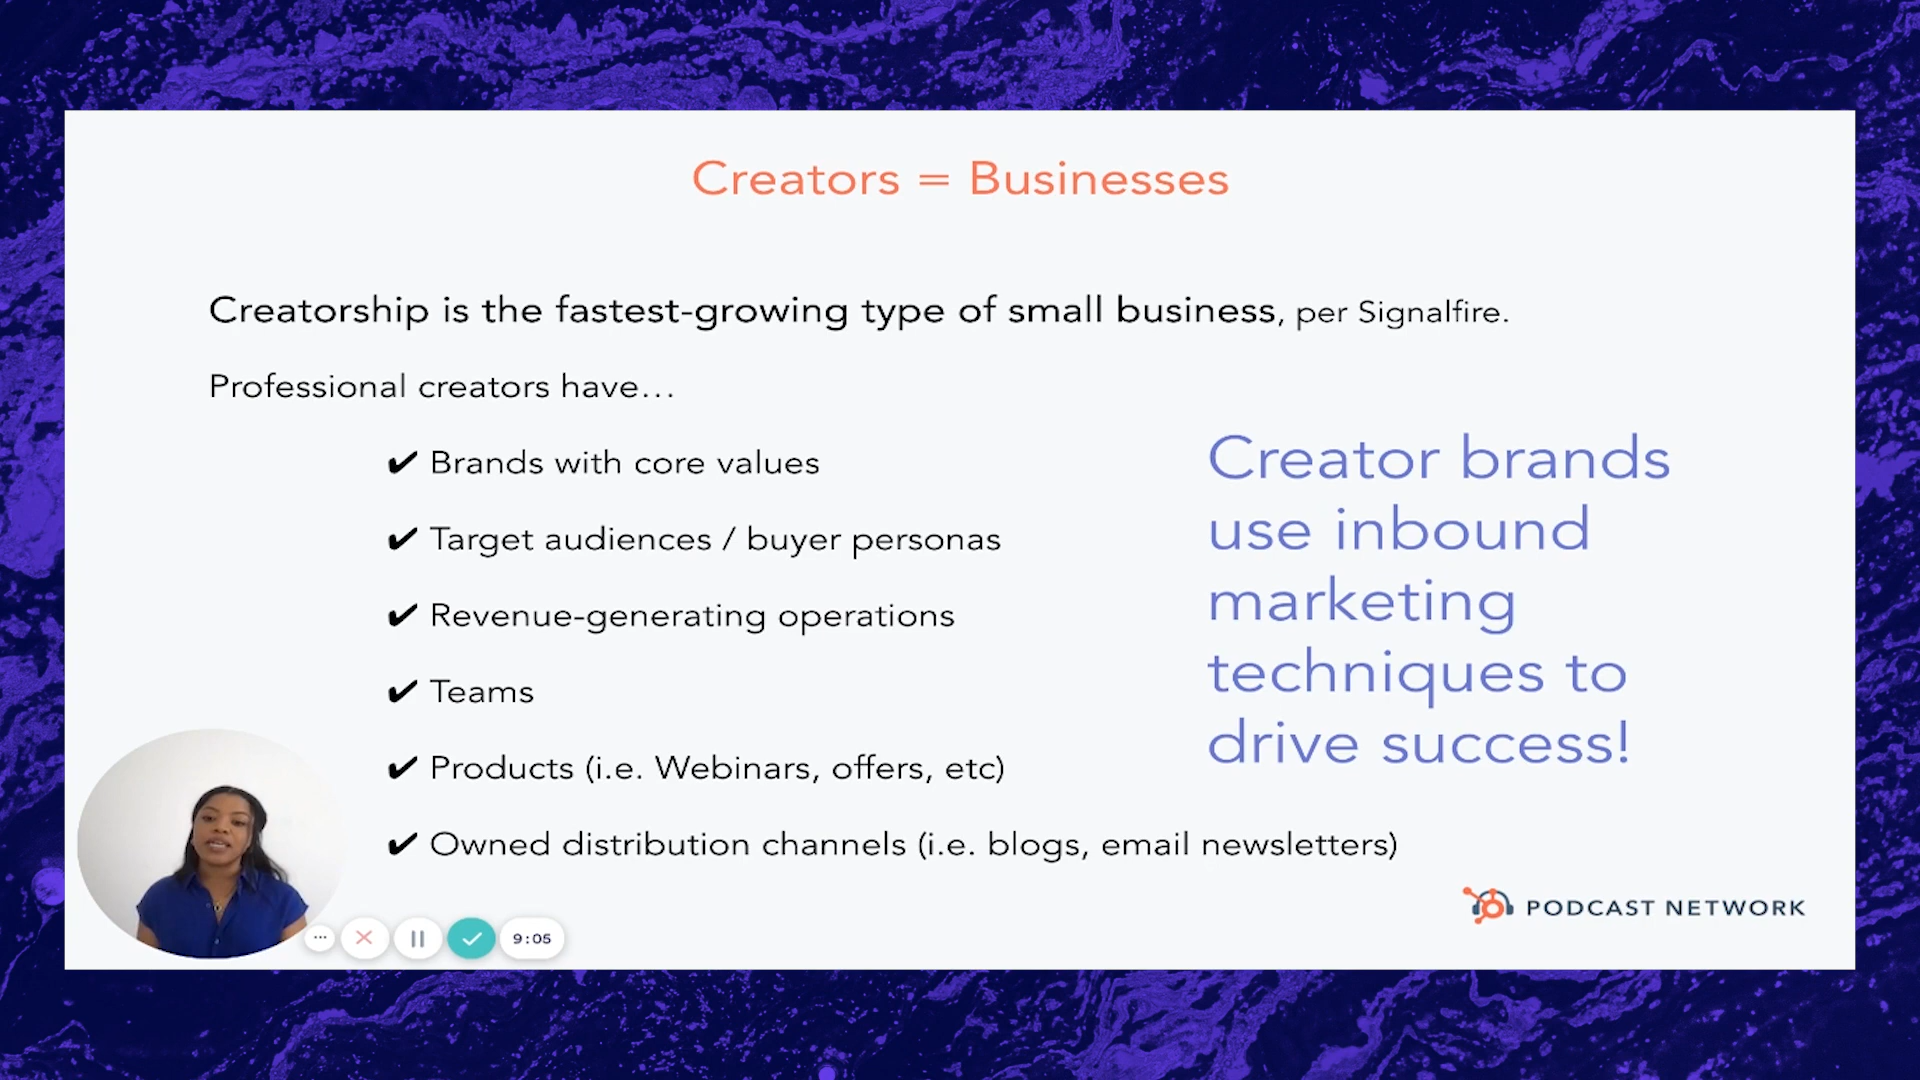 Creators = Businesses
Creatorship is the fastest-growing type of small business, per Signalfire.
Professional creators have…
✔ Brands with core values
✔ Target audiences / buyer personas
✔ Revenue-generating operations
✔ Teams
✔ Products (i.e. Webinars, offers, etc)
✔ Owned distribution channels (i.e. blogs, email newsletters)
Creator brands
use inbound
marketing
techniques to
drive success!
PODCAST NETWORK
9:05